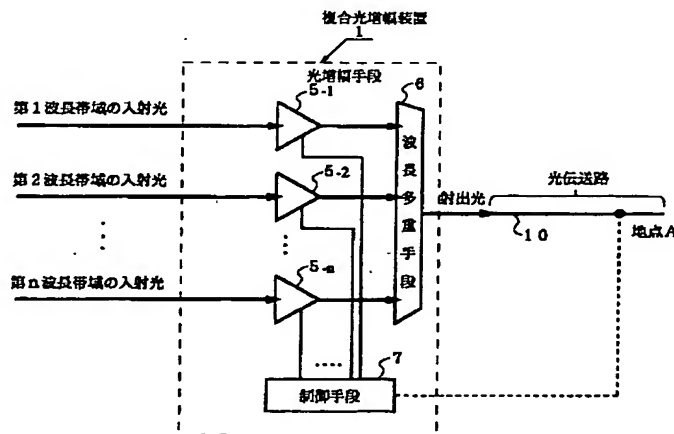 複合光増幅装置
1
光増幅手段
5-1
6
第1波長帯域の入射光
5-2
第2波長帯域の入射光
波長多重手段
射出光
光伝送路
10
地点A
5-n
第n波長帯域の入射光
7
制御手段